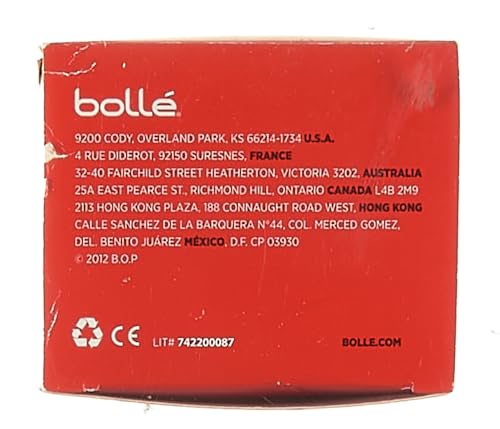 bollé
9200 CODY, OVERLAND PARK, KS 66214-1734 U.S.A.
4 RUE DIDEROT, 92150 SURESNES, FRANCE
32-40 FAIRCHILD STREET HEATHERTON, VICTORIA 3202, AUSTRALIA
25A EAST PEARCE ST., RICHMOND HILL, ONTARIO CANADA L4B 2M9
2113 HONG KONG PLAZA, 188 CONNAUGHT ROAD WEST, HONG KONG
CALLE SANCHEZ DE LA BARQUERA N°44, COL. MERCED GOMEZ,
DEL. BENITO JUÁREZ MÉXICO, D.F. CP 03930
© 2012 B.O.P
CE LIT# 742200087 BOLLE.COM